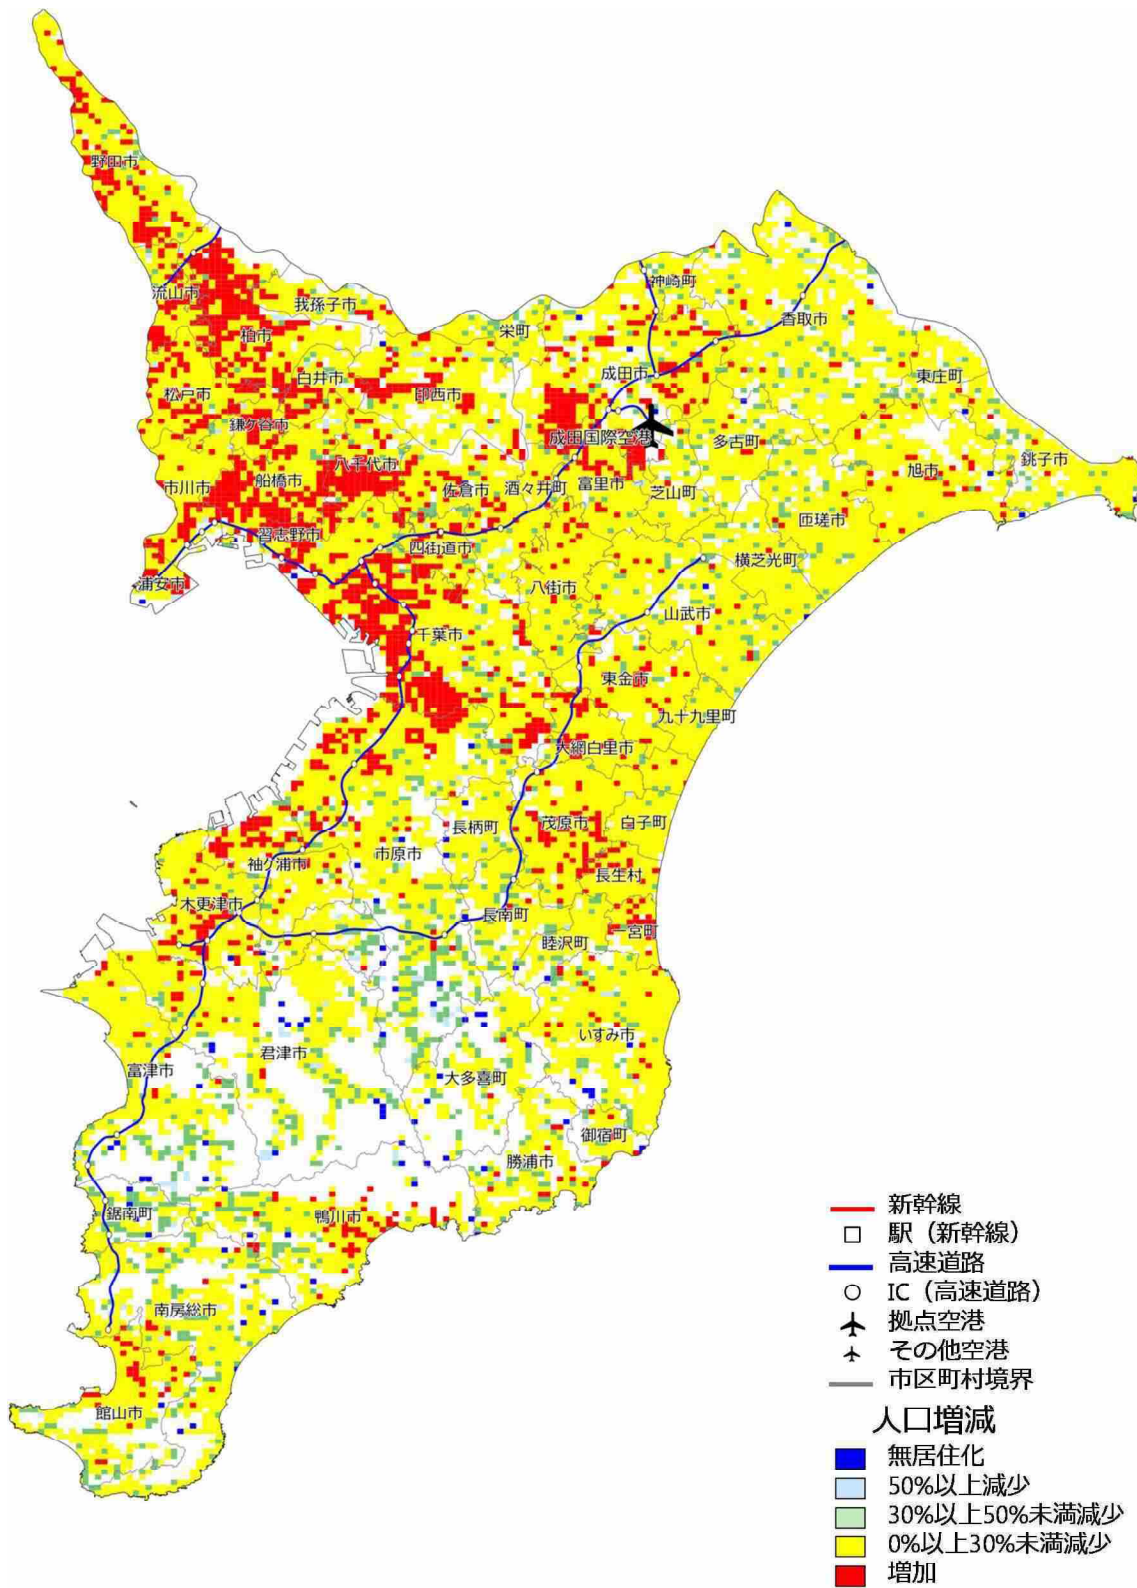 野田市
流山市
我孫子市
柏市
神崎町
香取市
栄町
成田市
東庄町
白井市
印西市
松戸市
鎌ケ谷市
成田国際空港
多古町
銚子市
八千代市
旭市
市川市
船橋市
佐倉市
酒々井町
富里市
芝山町
匝瑳市
習志野市
四街道市
横芝光町
浦安市
八街市
山武市
千葉市
東金市
九十九里町
大網白里市
長柄町
茂原市
白子町
市原市
袖ケ浦市
長生村
木更津市
長南町
一宮町
睦沢町
いすみ市
君津市
富津市
大多喜町
御宿町
勝浦市
鋸南町
鴨川市
南房総市
館山市
新幹線
駅（新幹線）
高速道路
IC（高速道路）
拠点空港
その他空港
市区町村境界
人口増減
無居住化
50%以上減少
30%以上50%未満減少
0%以上30%未満減少
増加